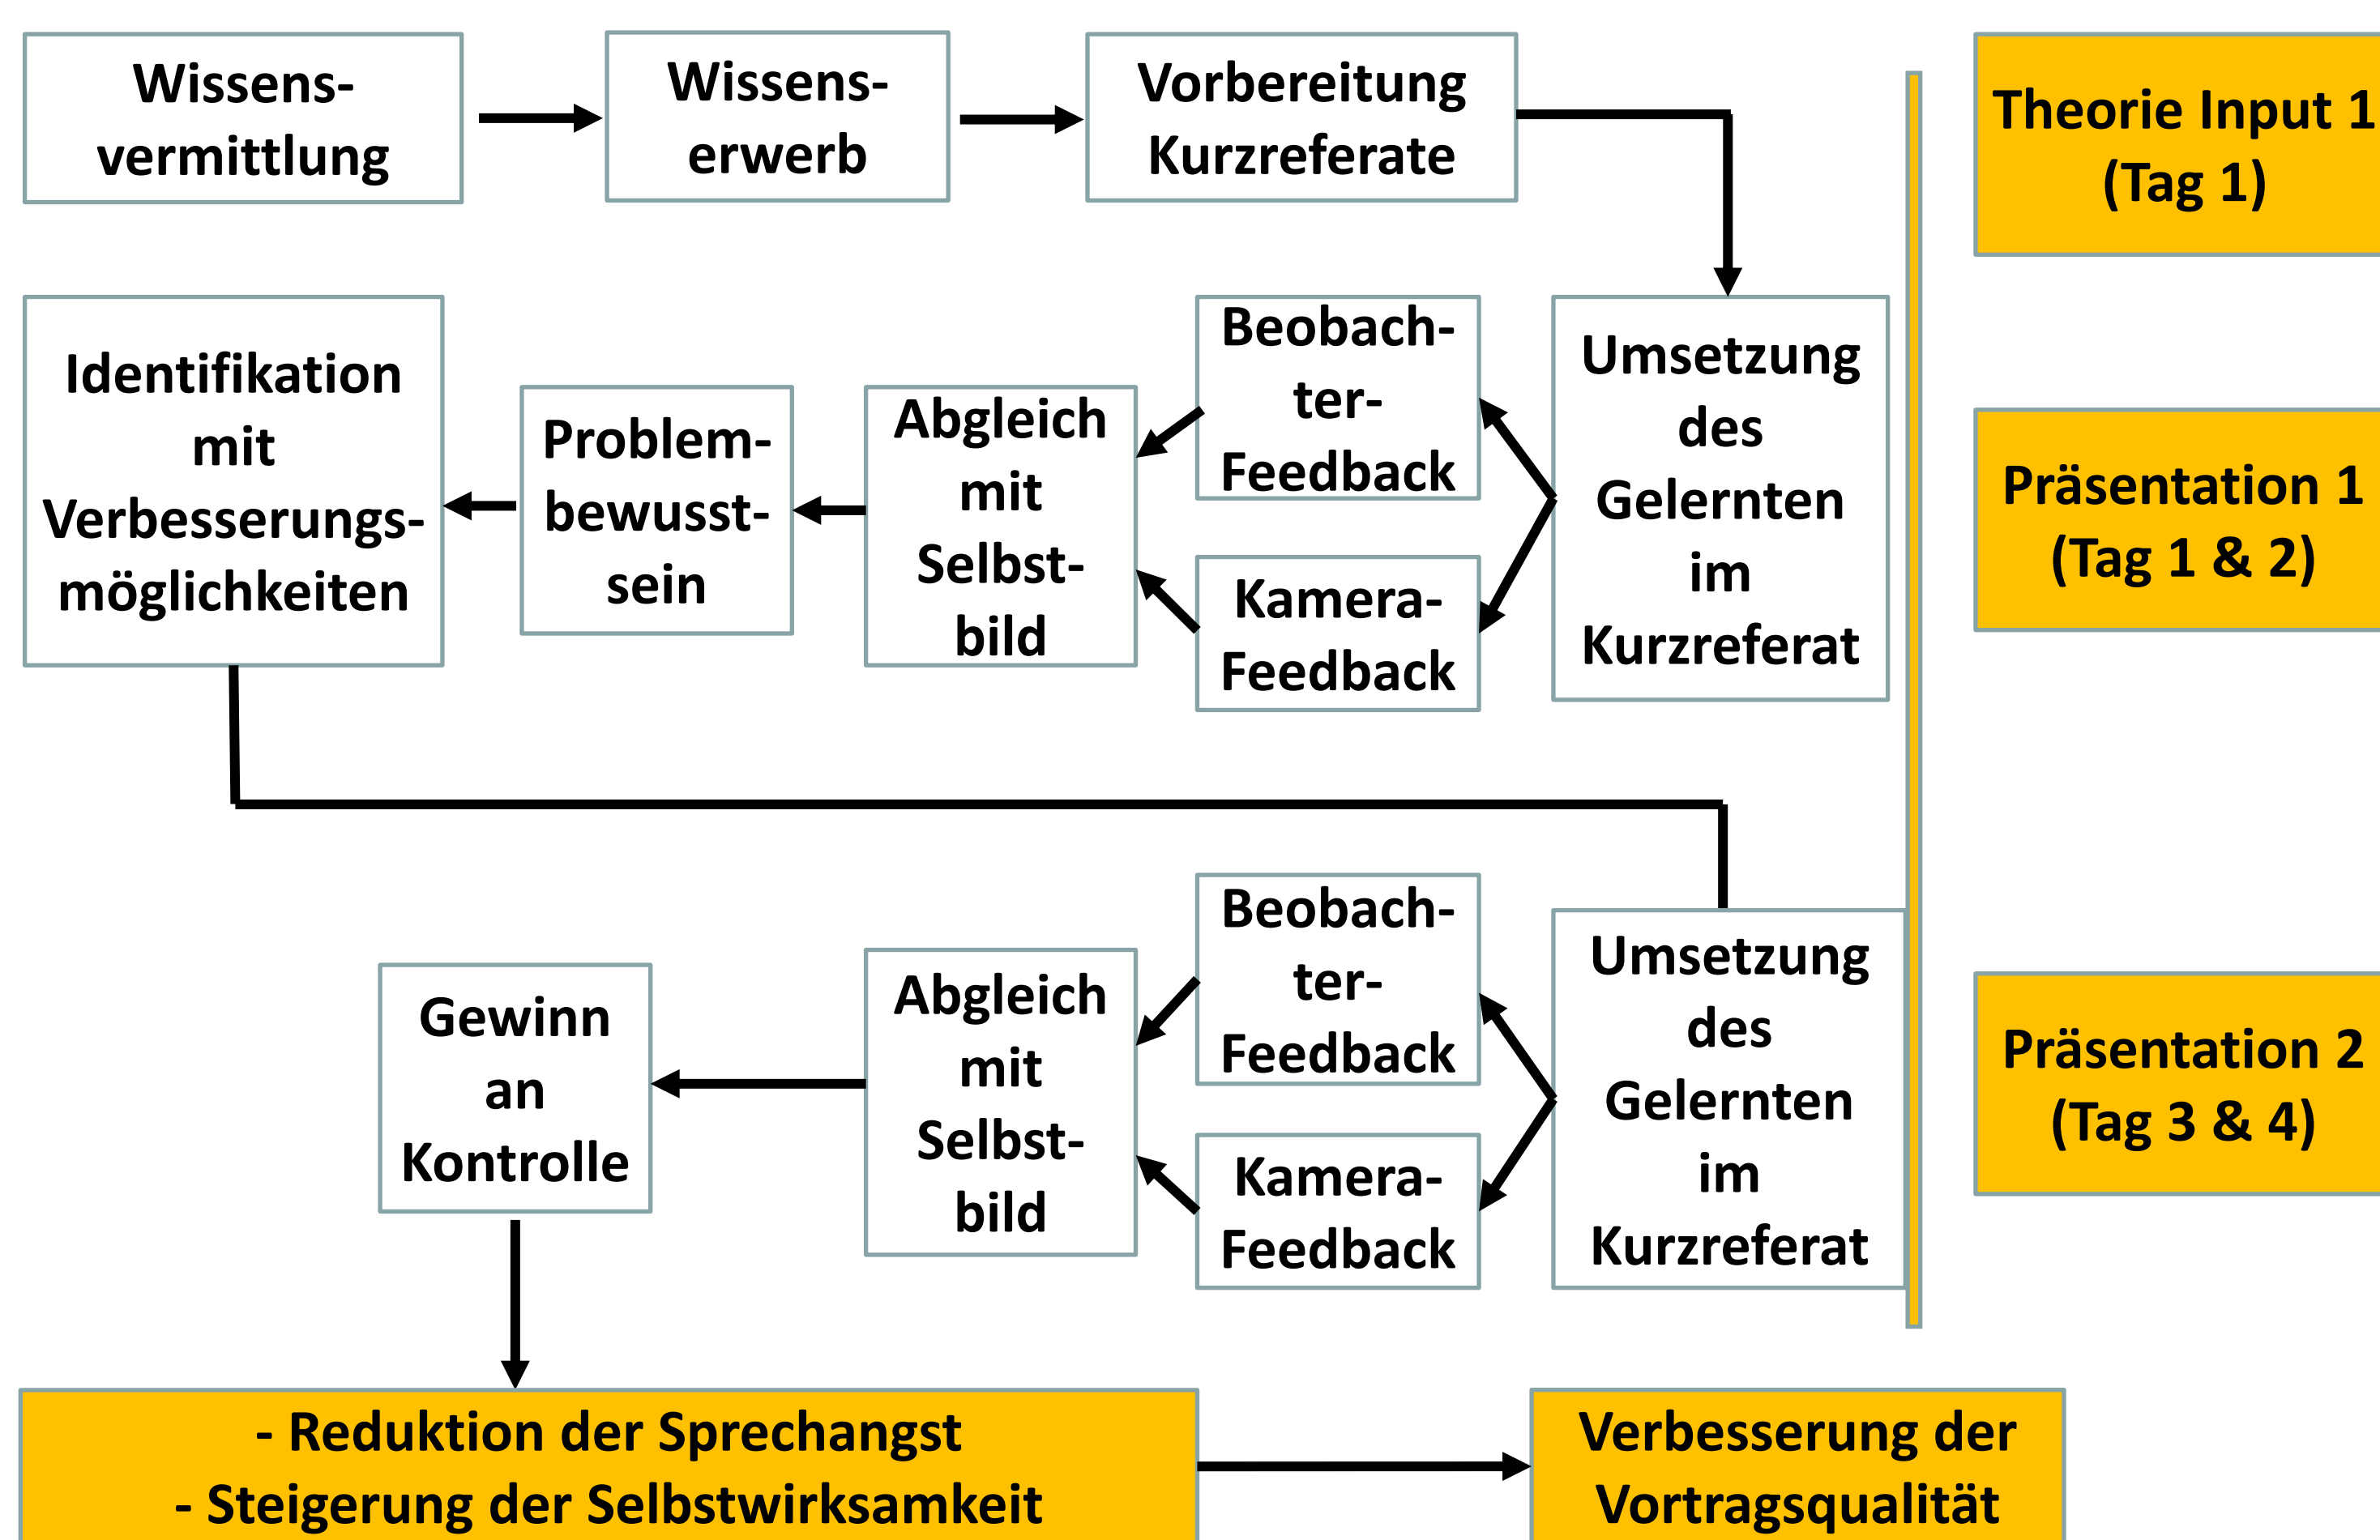 Wissens-
vermittlung
Wissens-
erwerb
Vorbereitung
Kurzreferate
Theorie Input 1
(Tag 1)
Identifikation
mit
Verbesserungs-
möglichkeiten
Problem-
bewusst-
sein
Abgleich
mit
Selbst-
bild
Beobach-
ter-
Feedback
Kamera-
Feedback
Umsetzung
des
Gelernten
im
Kurzreferat
Präsentation 1
(Tag 1 & 2)
Gewinn
an
Kontrolle
Abgleich
mit
Selbst-
bild
Beobach-
ter-
Feedback
Kamera-
Feedback
Umsetzung
des
Gelernten
im
Kurzreferat
Präsentation 2
(Tag 3 & 4)
- Reduktion der Sprechangst
- Steigerung der Selbstwirksamkeit
Verbesserung der
Vortragsqualität